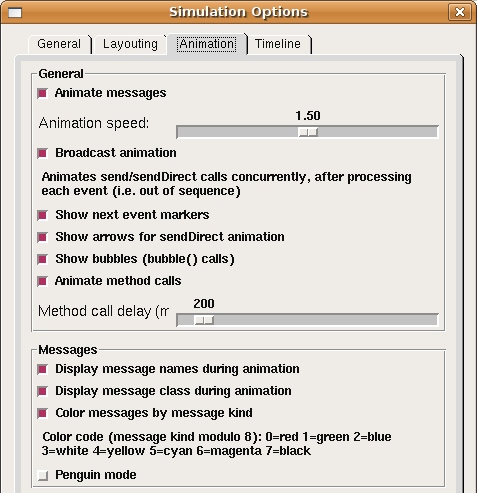 Simulation Options
General Layouting Animation Timeline
General
Animate messages
1.50
Animation speed:
Broadcast animation
Animates send/sendDirect calls concurrently, after processing
each event (i.e. out of sequence)
Show next event markers
Show arrows for sendDirect animation
Show bubbles (bubble() calls)
Animate method calls
200
Method call delay (m
Messages
Display message names during animation
Display message class during animation
Color messages by message kind
Color code (message kind modulo 8): 0=red 1=green 2=blue
3=white 4=yellow 5=cyan 6=magenta 7=black
Penguin mode